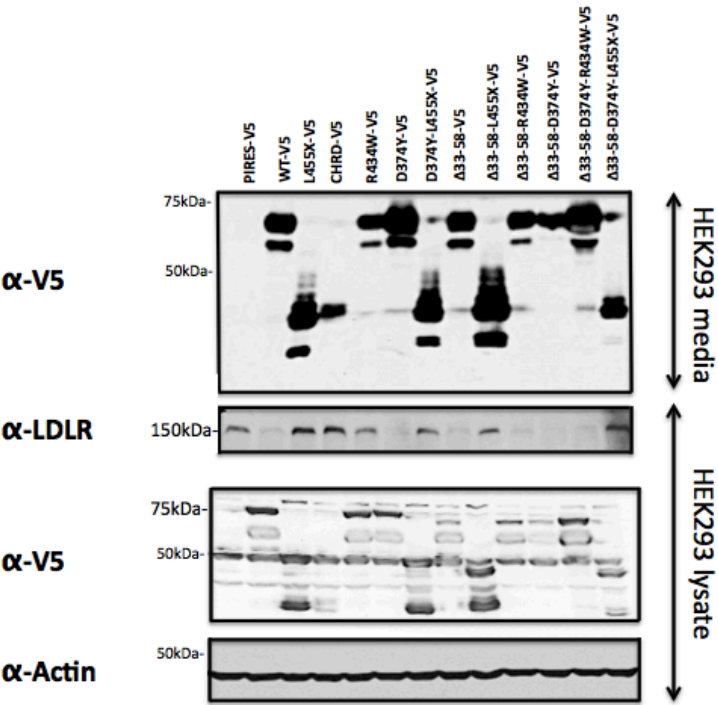 PIRES-V5
WT-V5
L455X-V5
CHRD-V5
R434W-V5
D374Y-V5
D374Y-L455X-V5
Δ33-58-V5
Δ33-58-L455X-V5
Δ33-58-R434W-V5
Δ33-58-D374Y-V5
Δ33-58-D374Y-R434W-V5
Δ33-58-D374Y-L455X-V5
75kDa-
50kDa-
α-V5
HEK293 media
α-LDLR
150kDa-
75kDa-
50kDa-
α-V5
HEK293 lysate
50kDa-
α-Actin